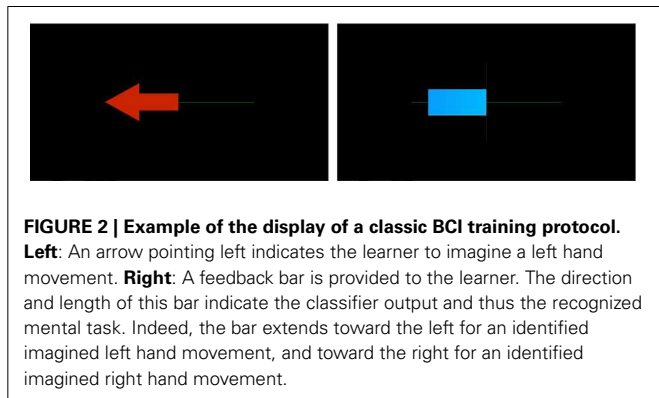 FIGURE 2 | Example of the display of a classic BCI training protocol.
Left: An arrow pointing left indicates the learner to imagine a left hand
movement. Right: A feedback bar is provided to the learner. The direction
and length of this bar indicate the classifier output and thus the recognized
mental task. Indeed, the bar extends toward the left for an identified
imagined left hand movement, and toward the right for an identified
imagined right hand movement.